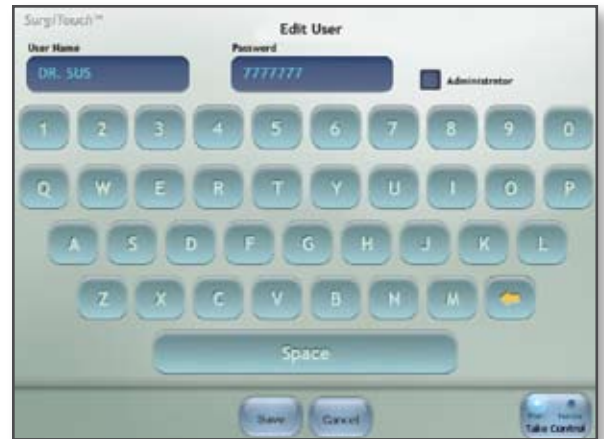 SurgiTouch™
Edit User
User Name
Password
DR. SUS
7777777
Administrator
1 2 3 4 5 6 7 8 9 0
Q W E R T Y U I O P
A S D F G H J K L
Z X C V B N M
Space
Save Cancel
Take Control